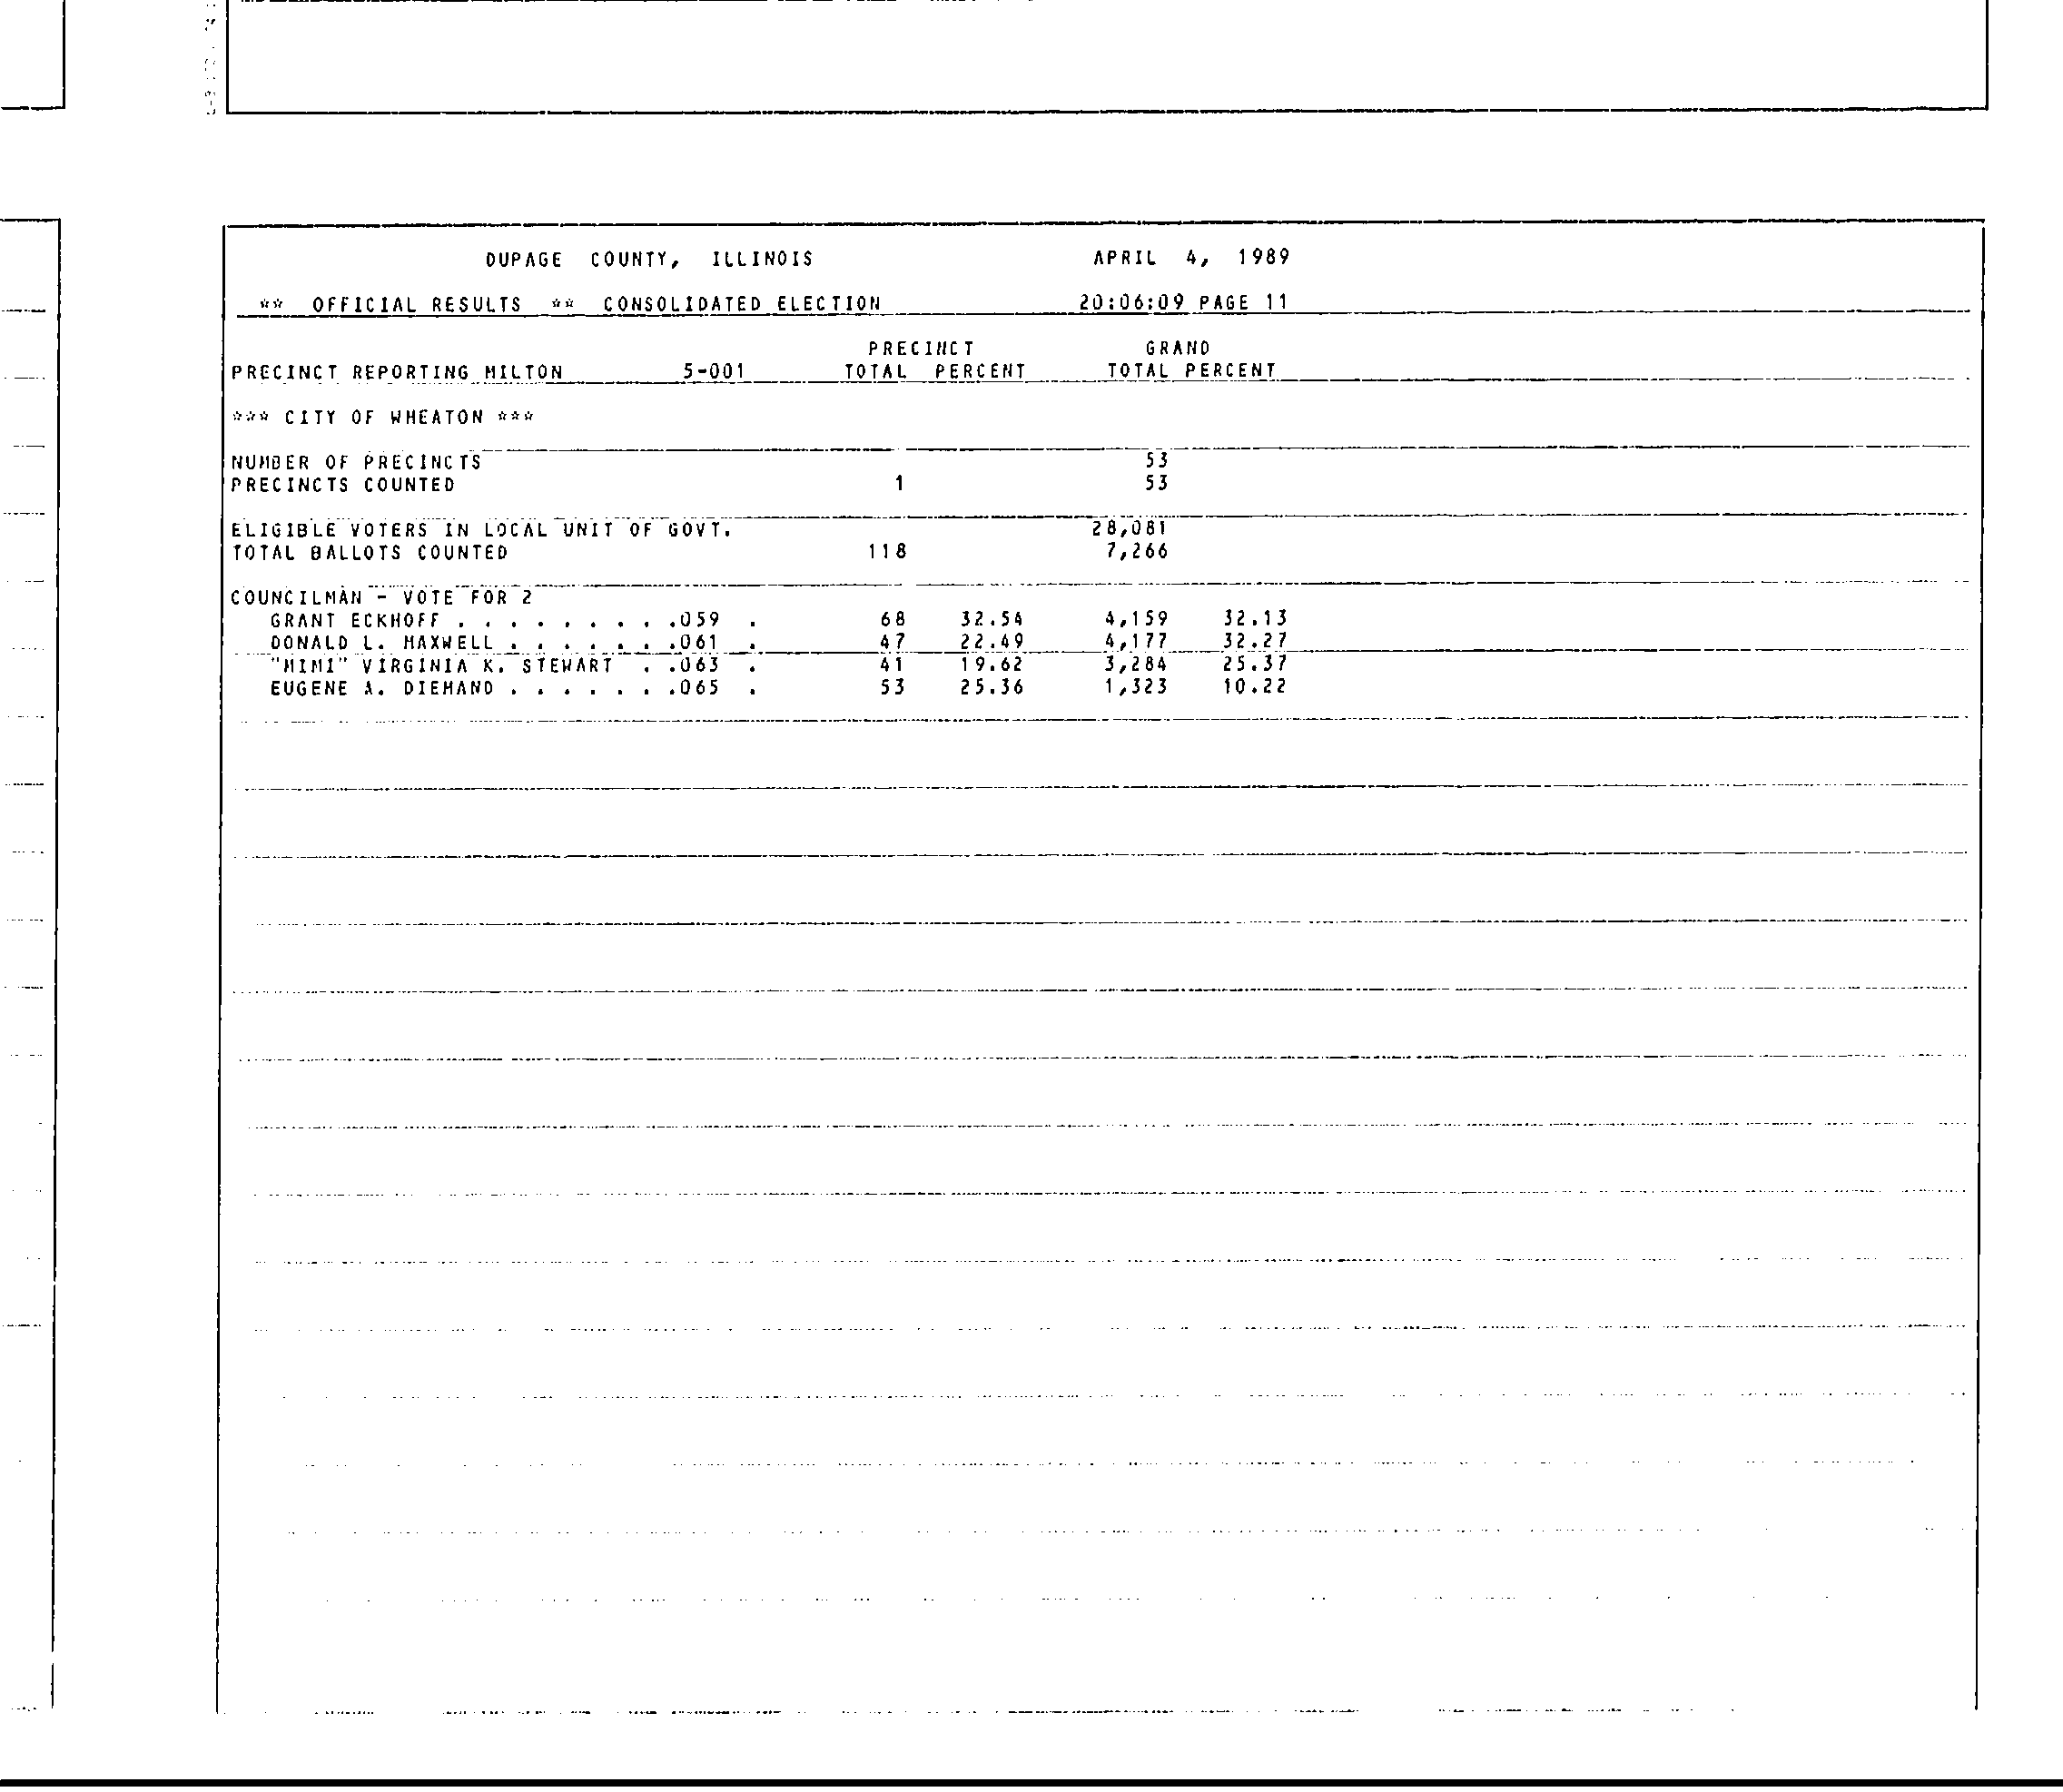 DUPAGE COUNTY, ILLINOIS APRIL 4, 1989
** OFFICIAL RESULTS ** CONSOLIDATED ELECTION 20:06:09 PAGE 11
PRECINCT GRAND
PRECINCT REPORTING MILTON 5-001 TOTAL PERCENT TOTAL PERCENT
*** CITY OF WHEATON ***
NUMBER OF PRECINCTS 53
PRECINCTS COUNTED 1 53
ELIGIBLE VOTERS IN LOCAL UNIT OF GOVT. 28,081
TOTAL BALLOTS COUNTED 118 7,266
COUNCILMAN - VOTE FOR 2
GRANT ECKHOFF . . . . . . . . .059 . 68 32.54 4,159 32.13
DONALD L. MAXWELL . . . . . . .061 . 47 22.49 4,177 32.27
"MIMI" VIRGINIA K. STEWART . .063 . 41 19.62 3,284 25.37
EUGENE A. DIEMAND . . . . . . .065 . 53 25.36 1,323 10.22